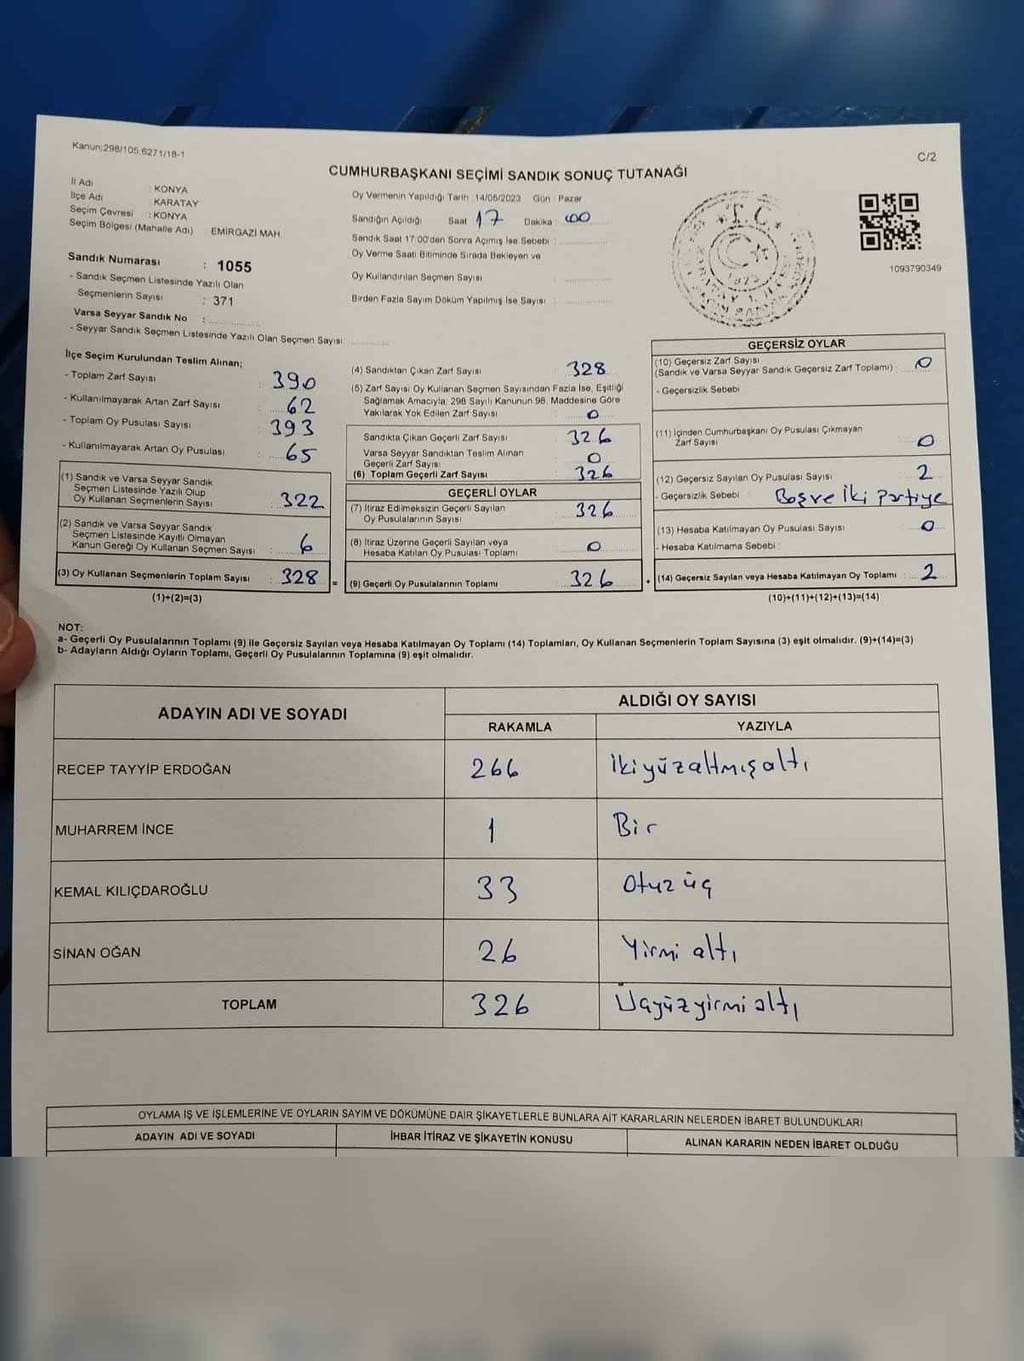 Kanun:298/105,6271/18-1
C/2
CUMHURBAŞKANI SEÇİMİ SANDIK SONUÇ TUTANAĞI
İl Adı : KONYA
İlçe Adı : KARATAY
Seçim Çevresi : KONYA
Seçim Bölgesi (Mahalle Adı) EMİRGAZİ MAH.
Sandık Numarası : 1055
- Sandık Seçmen Listesinde Yazılı Olan
Seçmenlerin Sayısı : 371
Varsa Seyyar Sandık No :
- Seyyar Sandık Seçmen Listesinde Yazılı Olan Seçmen Sayısı:
Oy Vermenin Yapıldığı Tarih : 14/05/2023 Gün : Pazar
Sandığın Açıldığı Saat 17 Dakika : 00
Sandık Saat 17:00'den Sonra Açımış İse Sebebi :
Oy Verme Saati Bitiminde Sırada Bekleyen ve
Oy Kullandırılan Seçmen Sayısı :
Birden Fazla Sayım Döküm Yapılmış İse Sayısı :
T.C.
1093790349
İlçe Seçim Kurulundan Teslim Alınan;
- Toplam Zarf Sayısı : 390
- Kullanılmayarak Artan Zarf Sayısı : 62
- Toplam Oy Pusulası Sayısı : 393
- Kullanılmayarak Artan Oy Pusulası : 65
(1) Sandık ve Varsa Seyyar Sandık
Seçmen Listesinde Yazılı Olup
Oy Kullanan Seçmenlerin Sayısı : 322
(2) Sandık ve Varsa Seyyar Sandık
Seçmen Listesinde Kayıtlı Olmayan
Kanun Gereği Oy Kullanan Seçmen Sayısı : 6
(3) Oy Kullanan Seçmenlerin Toplam Sayısı : 328
(1)+(2)=(3)
(4) Sandıktan Çıkan Zarf Sayısı : 328
(5) Zarf Sayısı Oy Kullanan Seçmen Sayısından Fazla İse, Eşitliği
Sağlamak Amacıyla; 298 Sayılı Kanunun 98. Maddesine Göre
Yakılarak Yok Edilen Zarf Sayısı : 0
Sandıkta Çıkan Geçerli Zarf Sayısı : 326
Varsa Seyyar Sandıktan Teslim Alınan
Geçerli Zarf Sayısı : 0
(6) Toplam Geçerli Zarf Sayısı : 326
GEÇERLİ OYLAR
(7) İtiraz Edilmeksizin Geçerli Sayılan
Oy Pusulalarının Sayısı : 326
(8) İtiraz Üzerine Geçerli Sayılan veya
Hesaba Katılan Oy Pusulası Toplamı : 0
= (9) Geçerli Oy Pusulalarının Toplamı : 326
GEÇERSİZ OYLAR
(10) Geçersiz Zarf Sayısı
(Sandık ve Varsa Seyyar Sandık Geçersiz Zarf Toplamı) : 0
- Geçersizlik Sebebi
(11) İçinden Cumhurbaşkanı Oy Pusulası Çıkmayan
Zarf Sayısı : 0
(12) Geçersiz Sayılan Oy Pusulası Sayısı : 2
- Geçersizlik Sebebi : Boş ve İki Partiye
(13) Hesaba Katılmayan Oy Pusulası Sayısı : 0
- Hesaba Katılmama Sebebi :
+ (14) Geçersiz Sayılan veya Hesaba Katılmayan Oy Toplamı : 2
(10)+(11)+(12)+(13)=(14)
NOT:
a- Geçerli Oy Pusulalarının Toplamı (9) ile Geçersiz Sayılan veya Hesaba Katılmayan Oy Toplamı (14) Toplamları, Oy Kullanan Seçmenlerin Toplam Sayısına (3) eşit olmalıdır. (9)+(14)=(3)
b- Adayların Aldığı Oyların Toplamı, Geçerli Oy Pusulalarının Toplamına (9) eşit olmalıdır.
ADAYIN ADI VE SOYADI
ALDIĞI OY SAYISI
RAKAMLA YAZIYLA
RECEP TAYYİP ERDOĞAN 266 İkiyüzaltmışaltı
MUHARREM İNCE 1 Bir
KEMAL KILIÇDAROĞLU 33 Otuz üç
SİNAN OĞAN 26 Yirmi altı
TOPLAM 326 Üçyüzyirmialtı
OYLAMA İŞ VE İŞLEMLERİNE VE OYLARIN SAYIM VE DÖKÜMÜNE DAİR ŞİKAYETLERLE BUNLARA AİT KARARLARIN NELERDEN İBARET BULUNDUKLARI
ADAYIN ADI VE SOYADI İHBAR İTİRAZ VE ŞİKAYETİN KONUSU ALINAN KARARIN NEDEN İBARET OLDUĞU